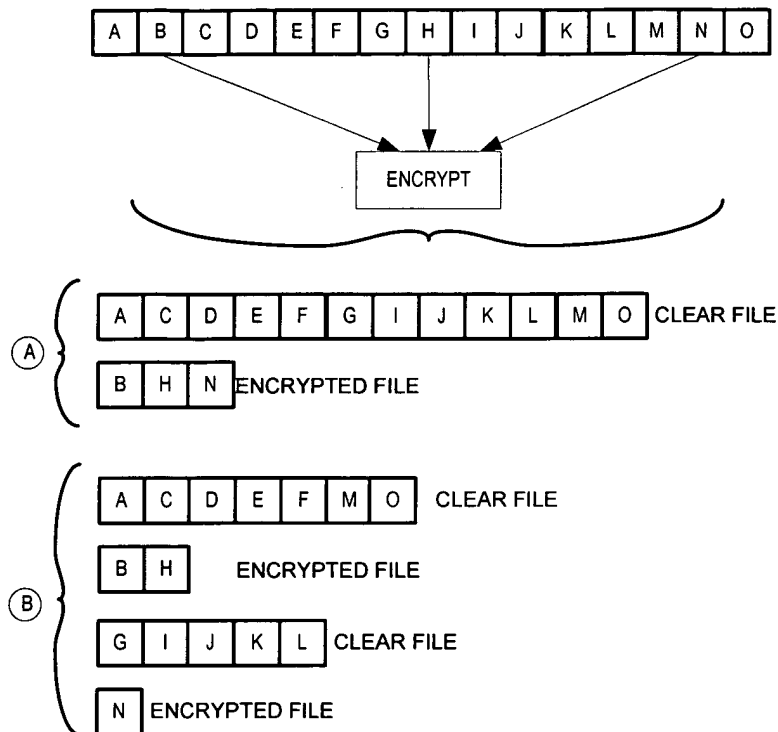 A B C D E F G H I J K L M N O
ENCRYPT
A C D E F G I J K L M O CLEAR FILE
A
B H N ENCRYPTED FILE
A C D E F M O CLEAR FILE
B H ENCRYPTED FILE
B
G I J K L CLEAR FILE
N ENCRYPTED FILE